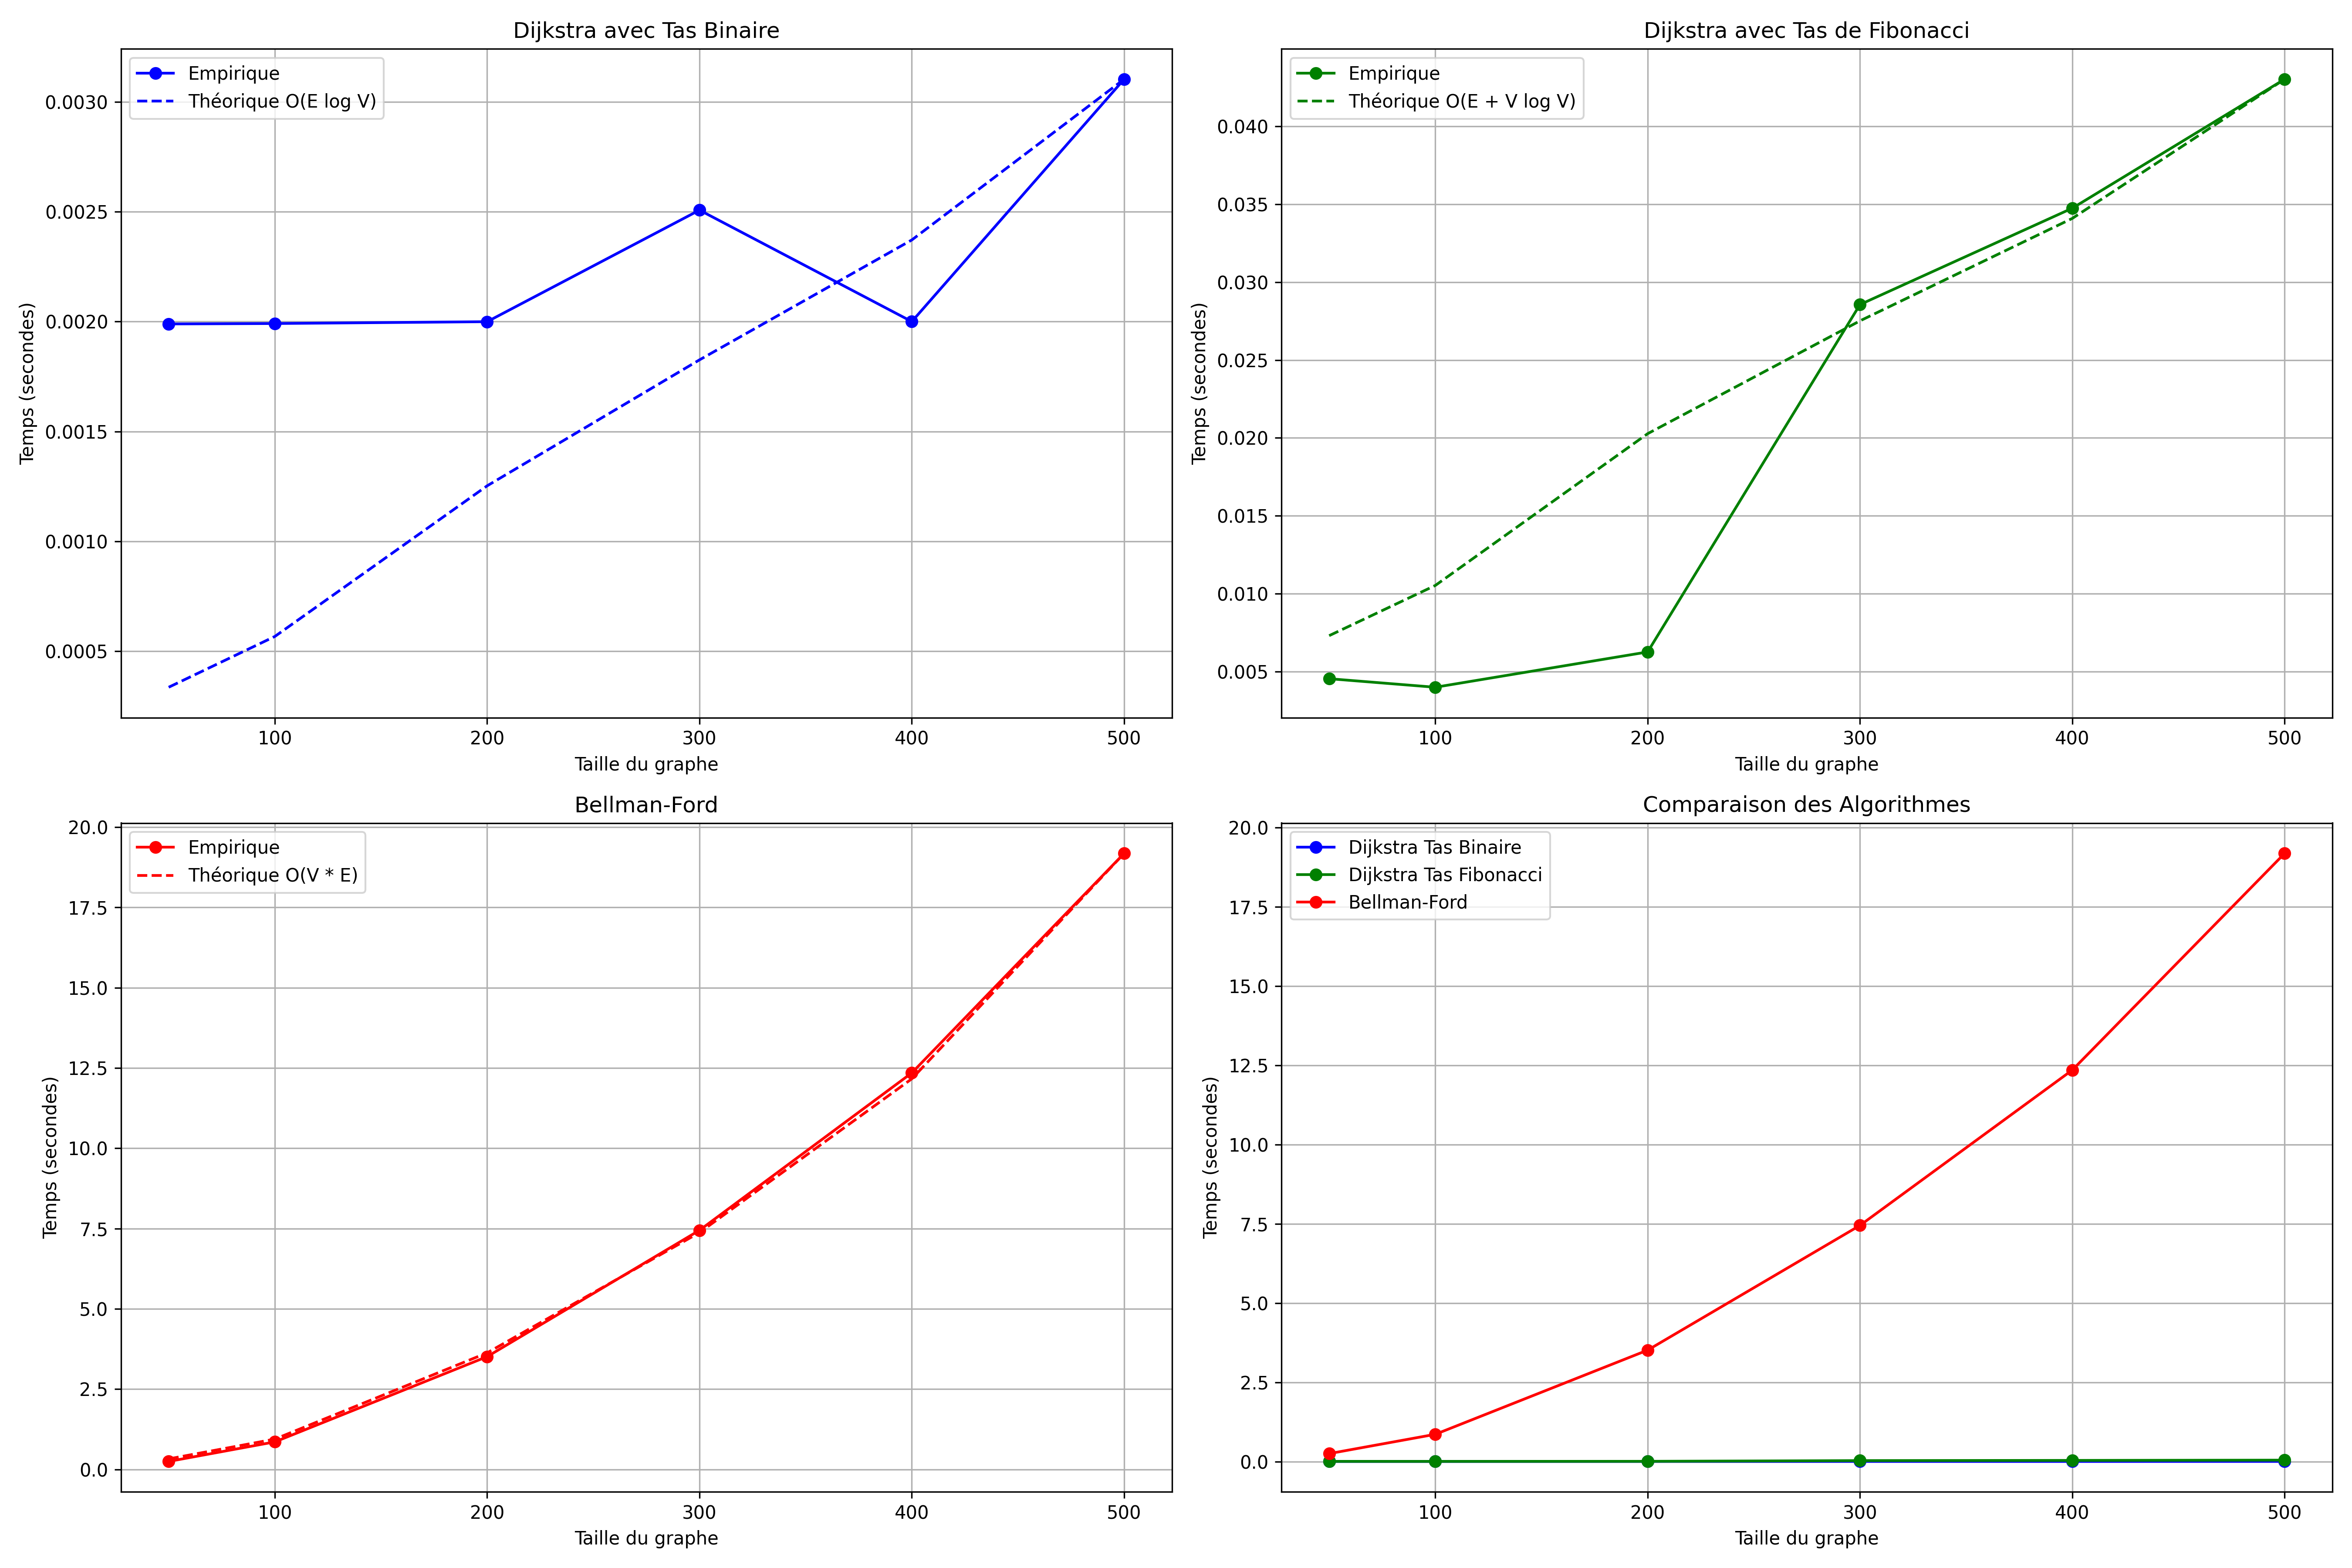 Dijkstra avec Tas Binaire
Empirique
Théorique O(E log V)
Temps (secondes)
0.0030
0.0025
0.0020
0.0015
0.0010
0.0005
100
200
300
400
500
Taille du graphe
Dijkstra avec Tas de Fibonacci
Empirique
Théorique O(E + V log V)
Temps (secondes)
0.040
0.035
0.030
0.025
0.020
0.015
0.010
0.005
100
200
300
400
500
Taille du graphe
Bellman-Ford
Empirique
Théorique O(V * E)
Temps (secondes)
20.0
17.5
15.0
12.5
10.0
7.5
5.0
2.5
0.0
100
200
300
400
500
Taille du graphe
Comparaison des Algorithmes
Dijkstra Tas Binaire
Dijkstra Tas Fibonacci
Bellman-Ford
Temps (secondes)
20.0
17.5
15.0
12.5
10.0
7.5
5.0
2.5
0.0
100
200
300
400
500
Taille du graphe